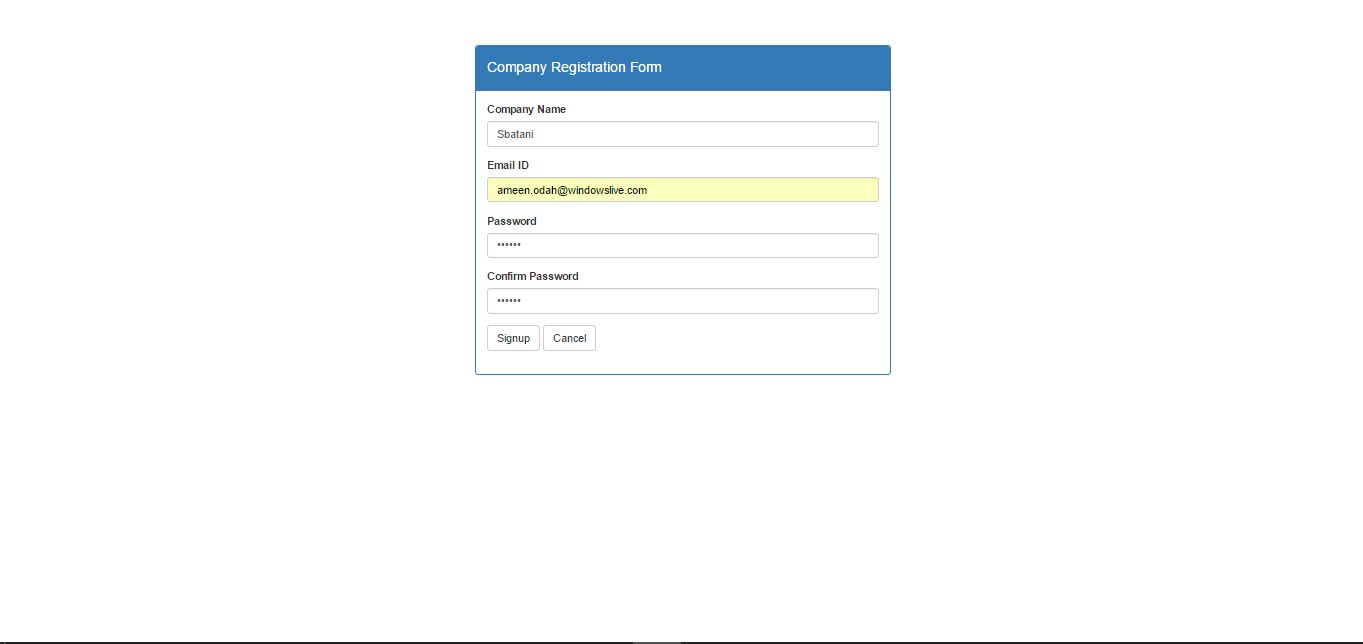 Company Registration Form
Company Name
Sbatani
Email ID
ameen.odah@windowslive.com
Password
••••••
Confirm Password
••••••
Signup Cancel